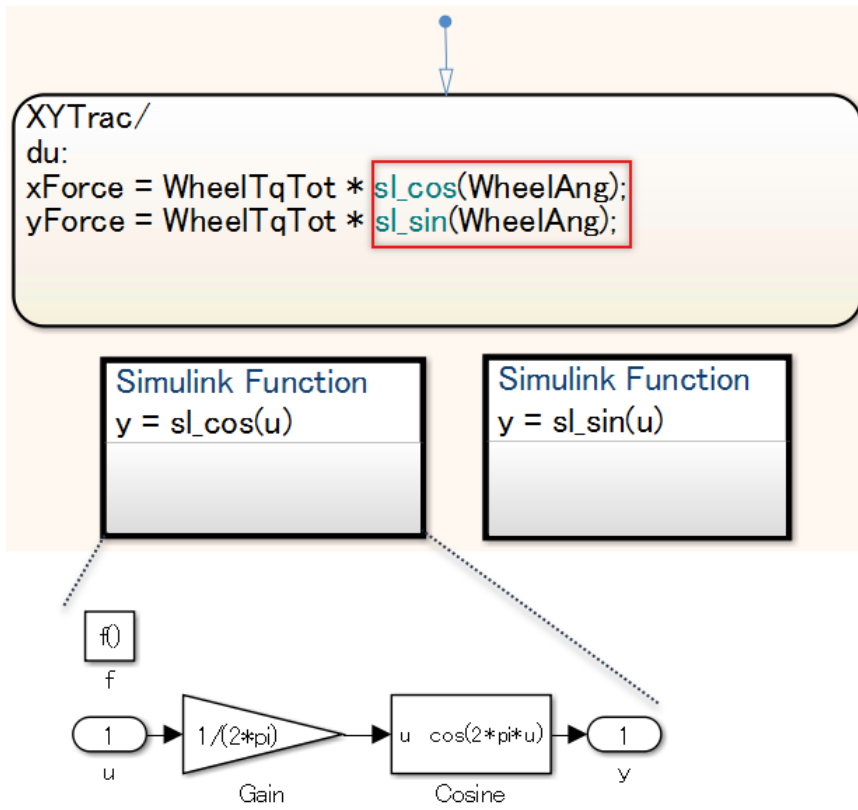 XYTrac/
du:
xForce = WheelTqTot * sl_cos(WheelAng);
yForce = WheelTqTot * sl_sin(WheelAng);
Simulink Function
y = sl_cos(u)
Simulink Function
y = sl_sin(u)
f()
f
1
u
1/(2*pi)
Gain
u cos(2*pi*u)
Cosine
1
y